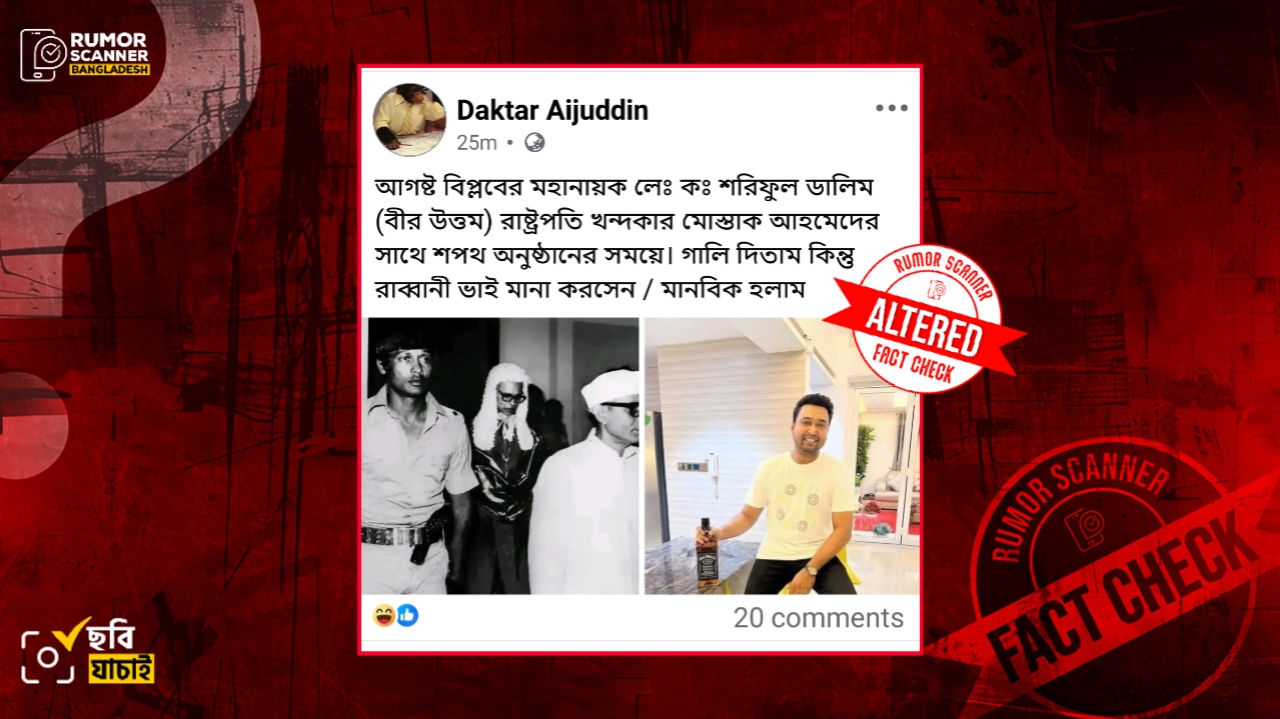 RUMOR
SCANNER
BANGLADESH
Daktar Aijuddin
25m •
আগষ্ট বিপ্লবের মহানায়ক লেঃ কঃ শরিফুল ডালিম
(বীর উত্তম) রাষ্ট্রপতি খন্দকার মোস্তাক আহমেদের
সাথে শপথ অনুষ্ঠানের সময়ে। গালি দিতাম কিন্তু
রাব্বানী ভাই মানা করসেন / মানবিক হলাম
RUMOR SCANNER
ALTERED
FACT CHECK
20 comments
RUMOR SCANNER
FACT CHECK
ছবি
যাচাই